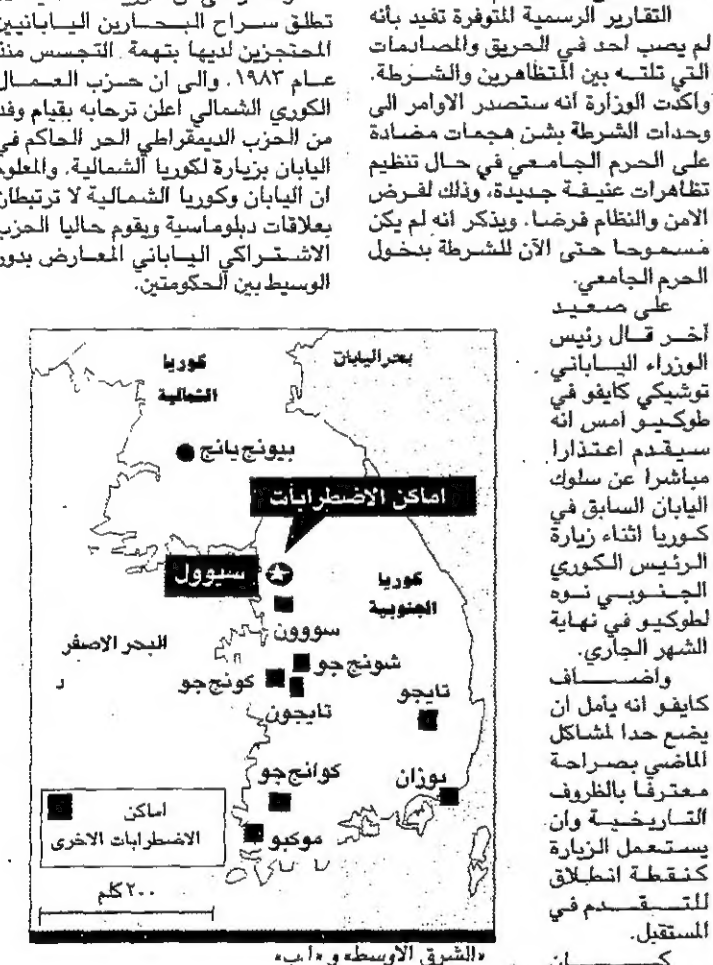 التقارير الرسمية المتوفرة تفيد بأنه
لم يصب احد في الحريق والمصادمات
التي تلته بين المتظاهرين والشرطة.
وأكدت الوزارة أنه ستصدر الاوامر الى
وحدات الشرطة بشن هجمات مضادة
على الحرم الجامعي في حال تنظيم
تظاهرات عنيفة جديدة، وذلك لفرض
الامن والنظام فرضا. ويذكر انه لم يكن
مسموحا حتى الآن للشرطة بدخول
الحرم الجامعي.
على صعيد
آخر قال رئيس
الوزراء الياباني
توشيكي كايفو في
طوكيو امس انه
سيقدم اعتذارا
مباشرا عن سلوك
اليابان السابق في
كوريا اثناء زيارة
الرئيس الكوري
الجنوبي نوه
لطوكيو في نهاية
الشهر الجاري.
واضاف
كايفو انه يأمل ان
يضع حدا لمشاكل
الماضي بصراحة
معترفا بالظروف
التاريخية وان
يستعمل الزيارة
كنقطة انطلاق
للتقدم في
المستقبل.
كان
تطلق سراح البحارين اليابانيين
المحتجزين لديها بتهمة التجسس منذ
عام ١٩٨٣. والى ان حزب العمال
الكوري الشمالي اعلن ترحابه بقيام وفد
من الحزب الديمقراطي الحر الحاكم في
اليابان بزيارة لكوريا الشمالية. والمعلوم
ان اليابان وكوريا الشمالية لا ترتبطان
بعلاقات دبلوماسية ويقوم حاليا الحزب
الاشتراكي الياباني المعارض بدور
الوسيط بين الحكومتين.
بحر اليابان
كوريا
الشمالية
بيونج يانج
اماكن الاضطرابات
سيوول
كوريا
الجنوبية
سووون
البحر الاصفر
شونج جو
كونج جو
تايجون
تايجو
كوانج جو
بوزان
موكبو
اماكن
الاضطرابات الاخرى
٢٠٠ كلم
«الشرق الاوسط» و «ا.ب»